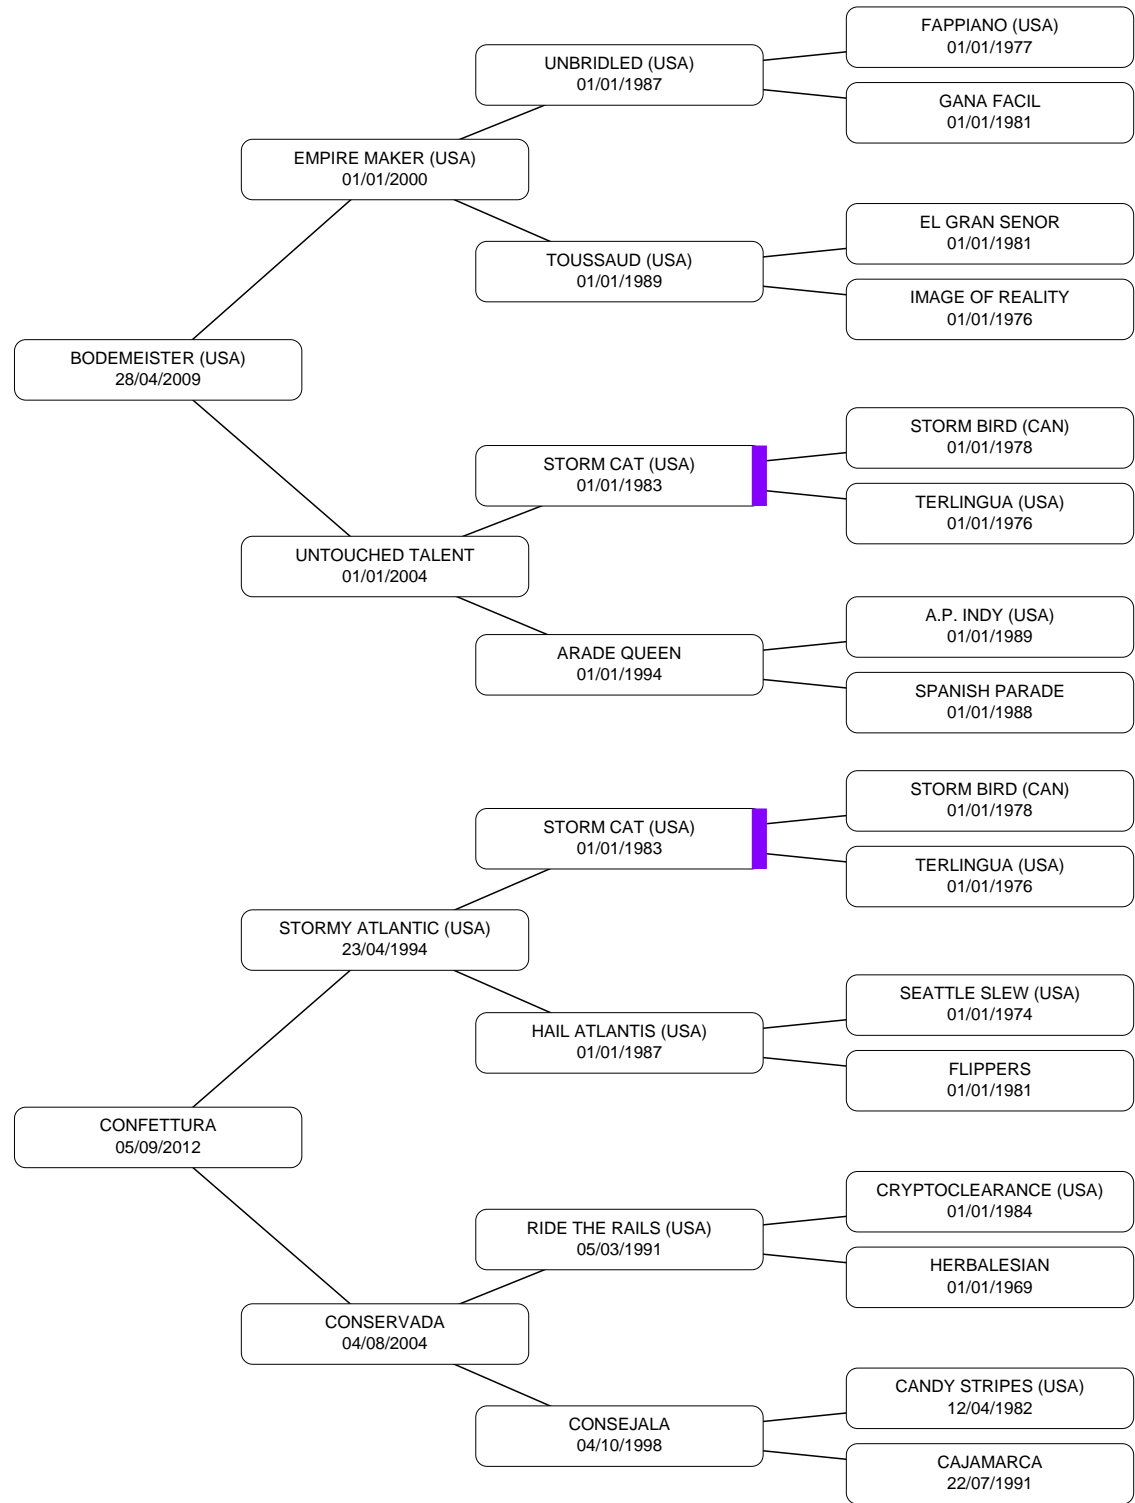 FAPPIANO (USA)
01/01/1977
UNBRIDLED (USA)
01/01/1987
GANA FACIL
01/01/1981
EMPIRE MAKER (USA)
01/01/2000
EL GRAN SENOR
01/01/1981
TOUSSAUD (USA)
01/01/1989
IMAGE OF REALITY
01/01/1976
BODEMEISTER (USA)
28/04/2009
STORM BIRD (CAN)
01/01/1978
STORM CAT (USA)
01/01/1983
TERLINGUA (USA)
01/01/1976
UNTOUCHED TALENT
01/01/2004
A.P. INDY (USA)
01/01/1989
ARADE QUEEN
01/01/1994
SPANISH PARADE
01/01/1988
STORM BIRD (CAN)
01/01/1978
STORM CAT (USA)
01/01/1983
TERLINGUA (USA)
01/01/1976
STORMY ATLANTIC (USA)
23/04/1994
SEATTLE SLEW (USA)
01/01/1974
HAIL ATLANTIS (USA)
01/01/1987
FLIPPERS
01/01/1981
CONFETTURA
05/09/2012
CRYPTOCLEARANCE (USA)
01/01/1984
RIDE THE RAILS (USA)
05/03/1991
HERBALESIAN
01/01/1969
CONSERVADA
04/08/2004
CANDY STRIPES (USA)
12/04/1982
CONSEJALA
04/10/1998
CAJAMARCA
22/07/1991